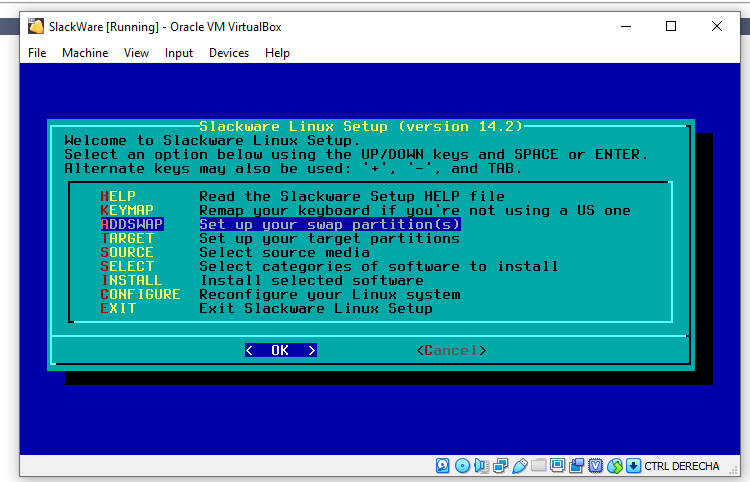 SlackWare [Running] - Oracle VM VirtualBox
File Machine View Input Devices Help
Slackware Linux Setup (version 14.2)
Welcome to Slackware Linux Setup.
Select an option below using the UP/DOWN keys and SPACE or ENTER.
Alternate keys may also be used: '+', '-', and TAB.
HELP Read the Slackware Setup HELP file
KEYMAP Remap your keyboard if you're not using a US one
ADDSWAP Set up your swap partition(s)
TARGET Set up your target partitions
SOURCE Select source media
SELECT Select categories of software to install
INSTALL Install selected software
CONFIGURE Reconfigure your Linux system
EXIT Exit Slackware Linux Setup
< OK > <Cancel>
CTRL DERECHA